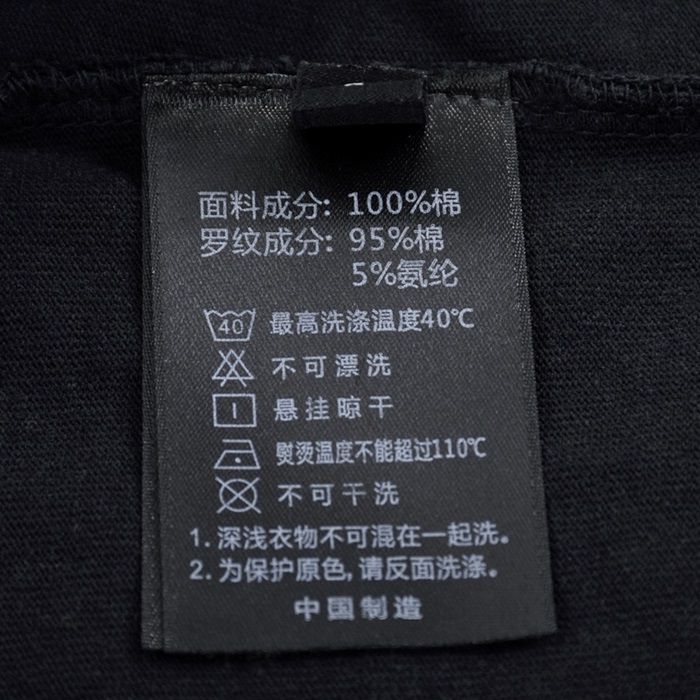 面料成分: 100%棉
罗纹成分: 95%棉
5%氨纶
40 最高洗涤温度40℃
不可漂洗
悬挂晾干
熨烫温度不能超过110℃
不可干洗
1. 深浅衣物不可混在一起洗。
2. 为保护原色, 请反面洗涤。
中国制造